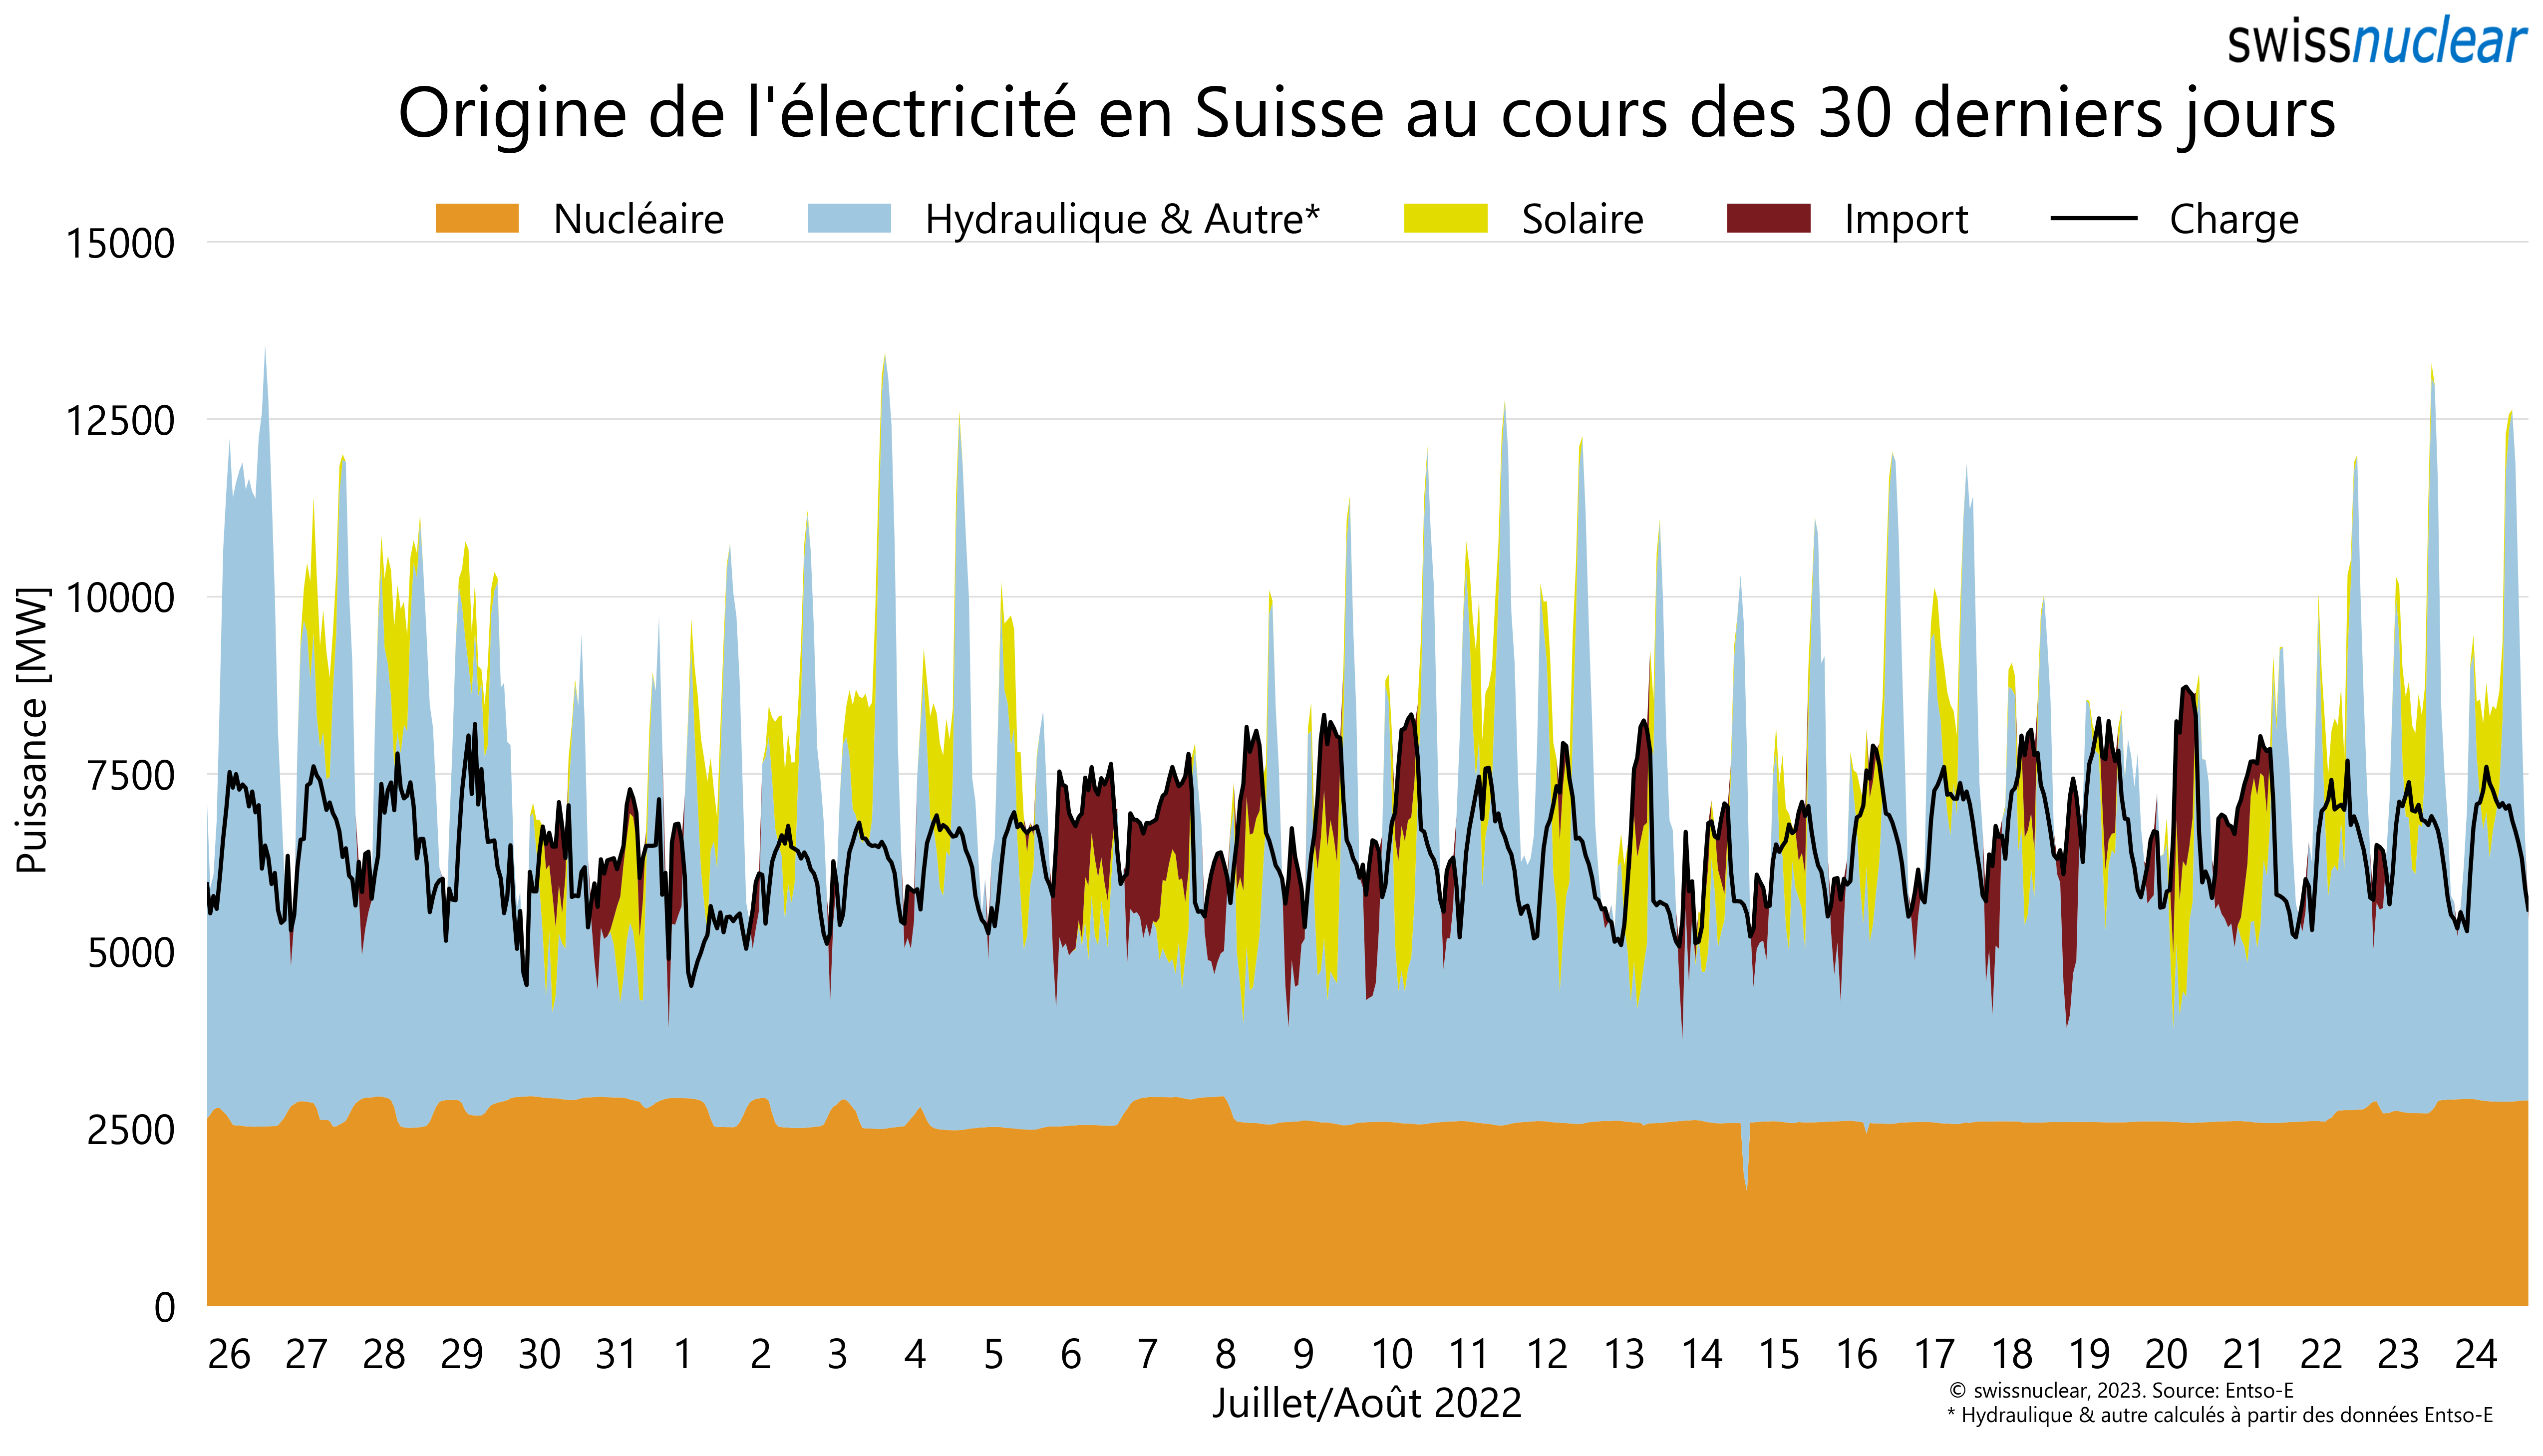 swissnuclear
Origine de l'électricité en Suisse au cours des 30 derniers jours
Nucléaire Hydraulique & Autre* Solaire Import Charge
15000
12500
10000
7500
5000
2500
0
Puissance [MW]
26 27 28 29 30 31 1 2 3 4 5 6 7 8 9 10 11 12 13 14 15 16 17 18 19 20 21 22 23 24
Juillet/Août 2022
© swissnuclear, 2023. Source: Entso-E
* Hydraulique & autre calculés à partir des données Entso-E